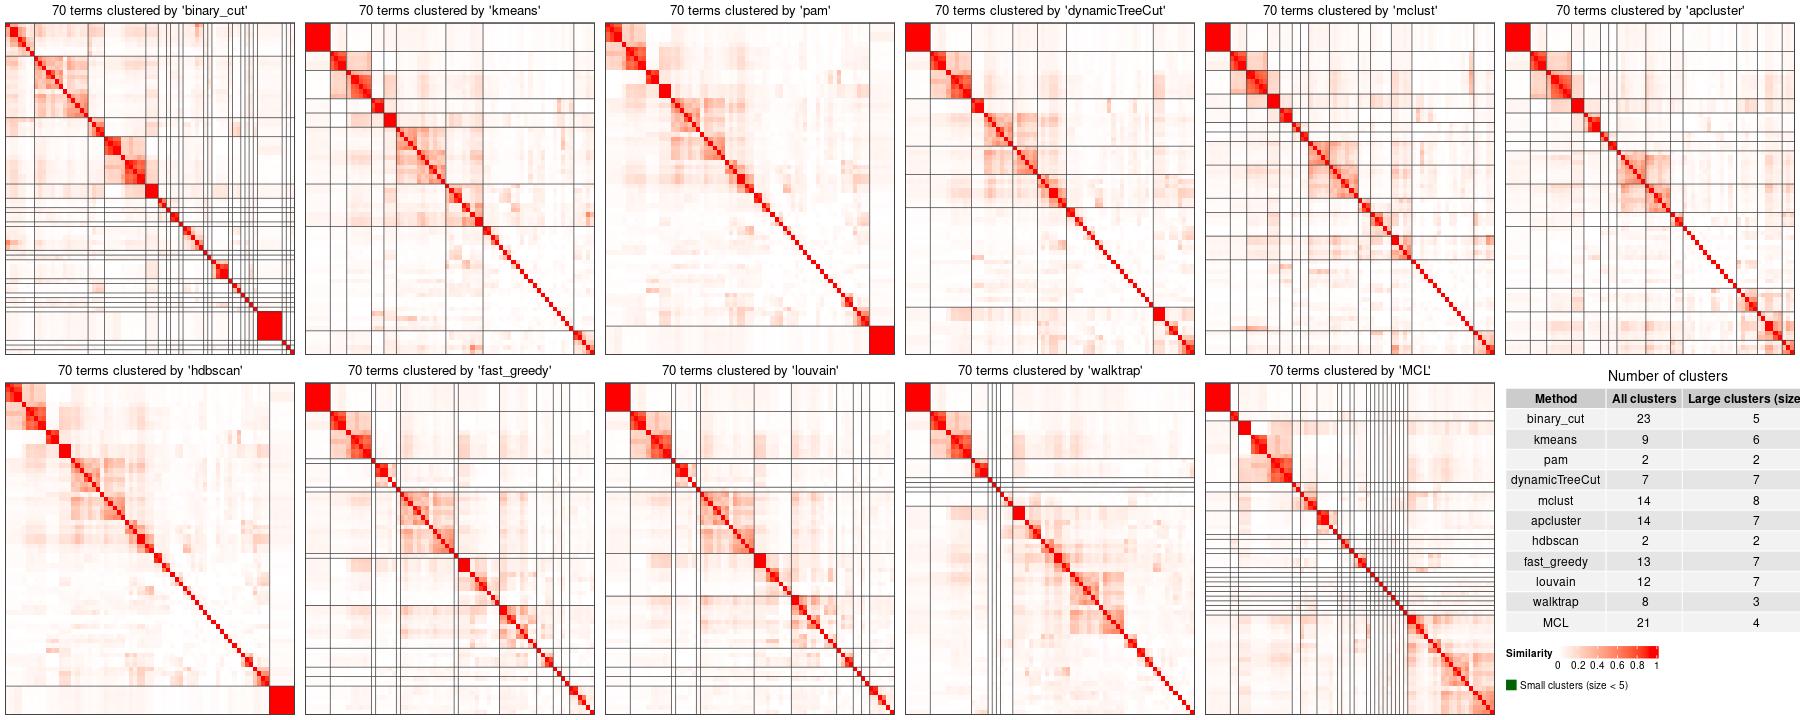 70 terms clustered by 'binary_cut'
70 terms clustered by 'kmeans'
70 terms clustered by 'pam'
70 terms clustered by 'dynamicTreeCut'
70 terms clustered by 'mclust'
70 terms clustered by 'apcluster'
70 terms clustered by 'hdbscan'
70 terms clustered by 'fast_greedy'
70 terms clustered by 'louvain'
70 terms clustered by 'walktrap'
70 terms clustered by 'MCL'
Number of clusters
Method All clusters Large clusters (size
binary_cut 23 5
kmeans 9 6
pam 2 2
dynamicTreeCut 7 7
mclust 14 8
apcluster 14 7
hdbscan 2 2
fast_greedy 13 7
louvain 12 7
walktrap 8 3
MCL 21 4
Similarity
0 0.2 0.4 0.6 0.8 1
Small clusters (size < 5)